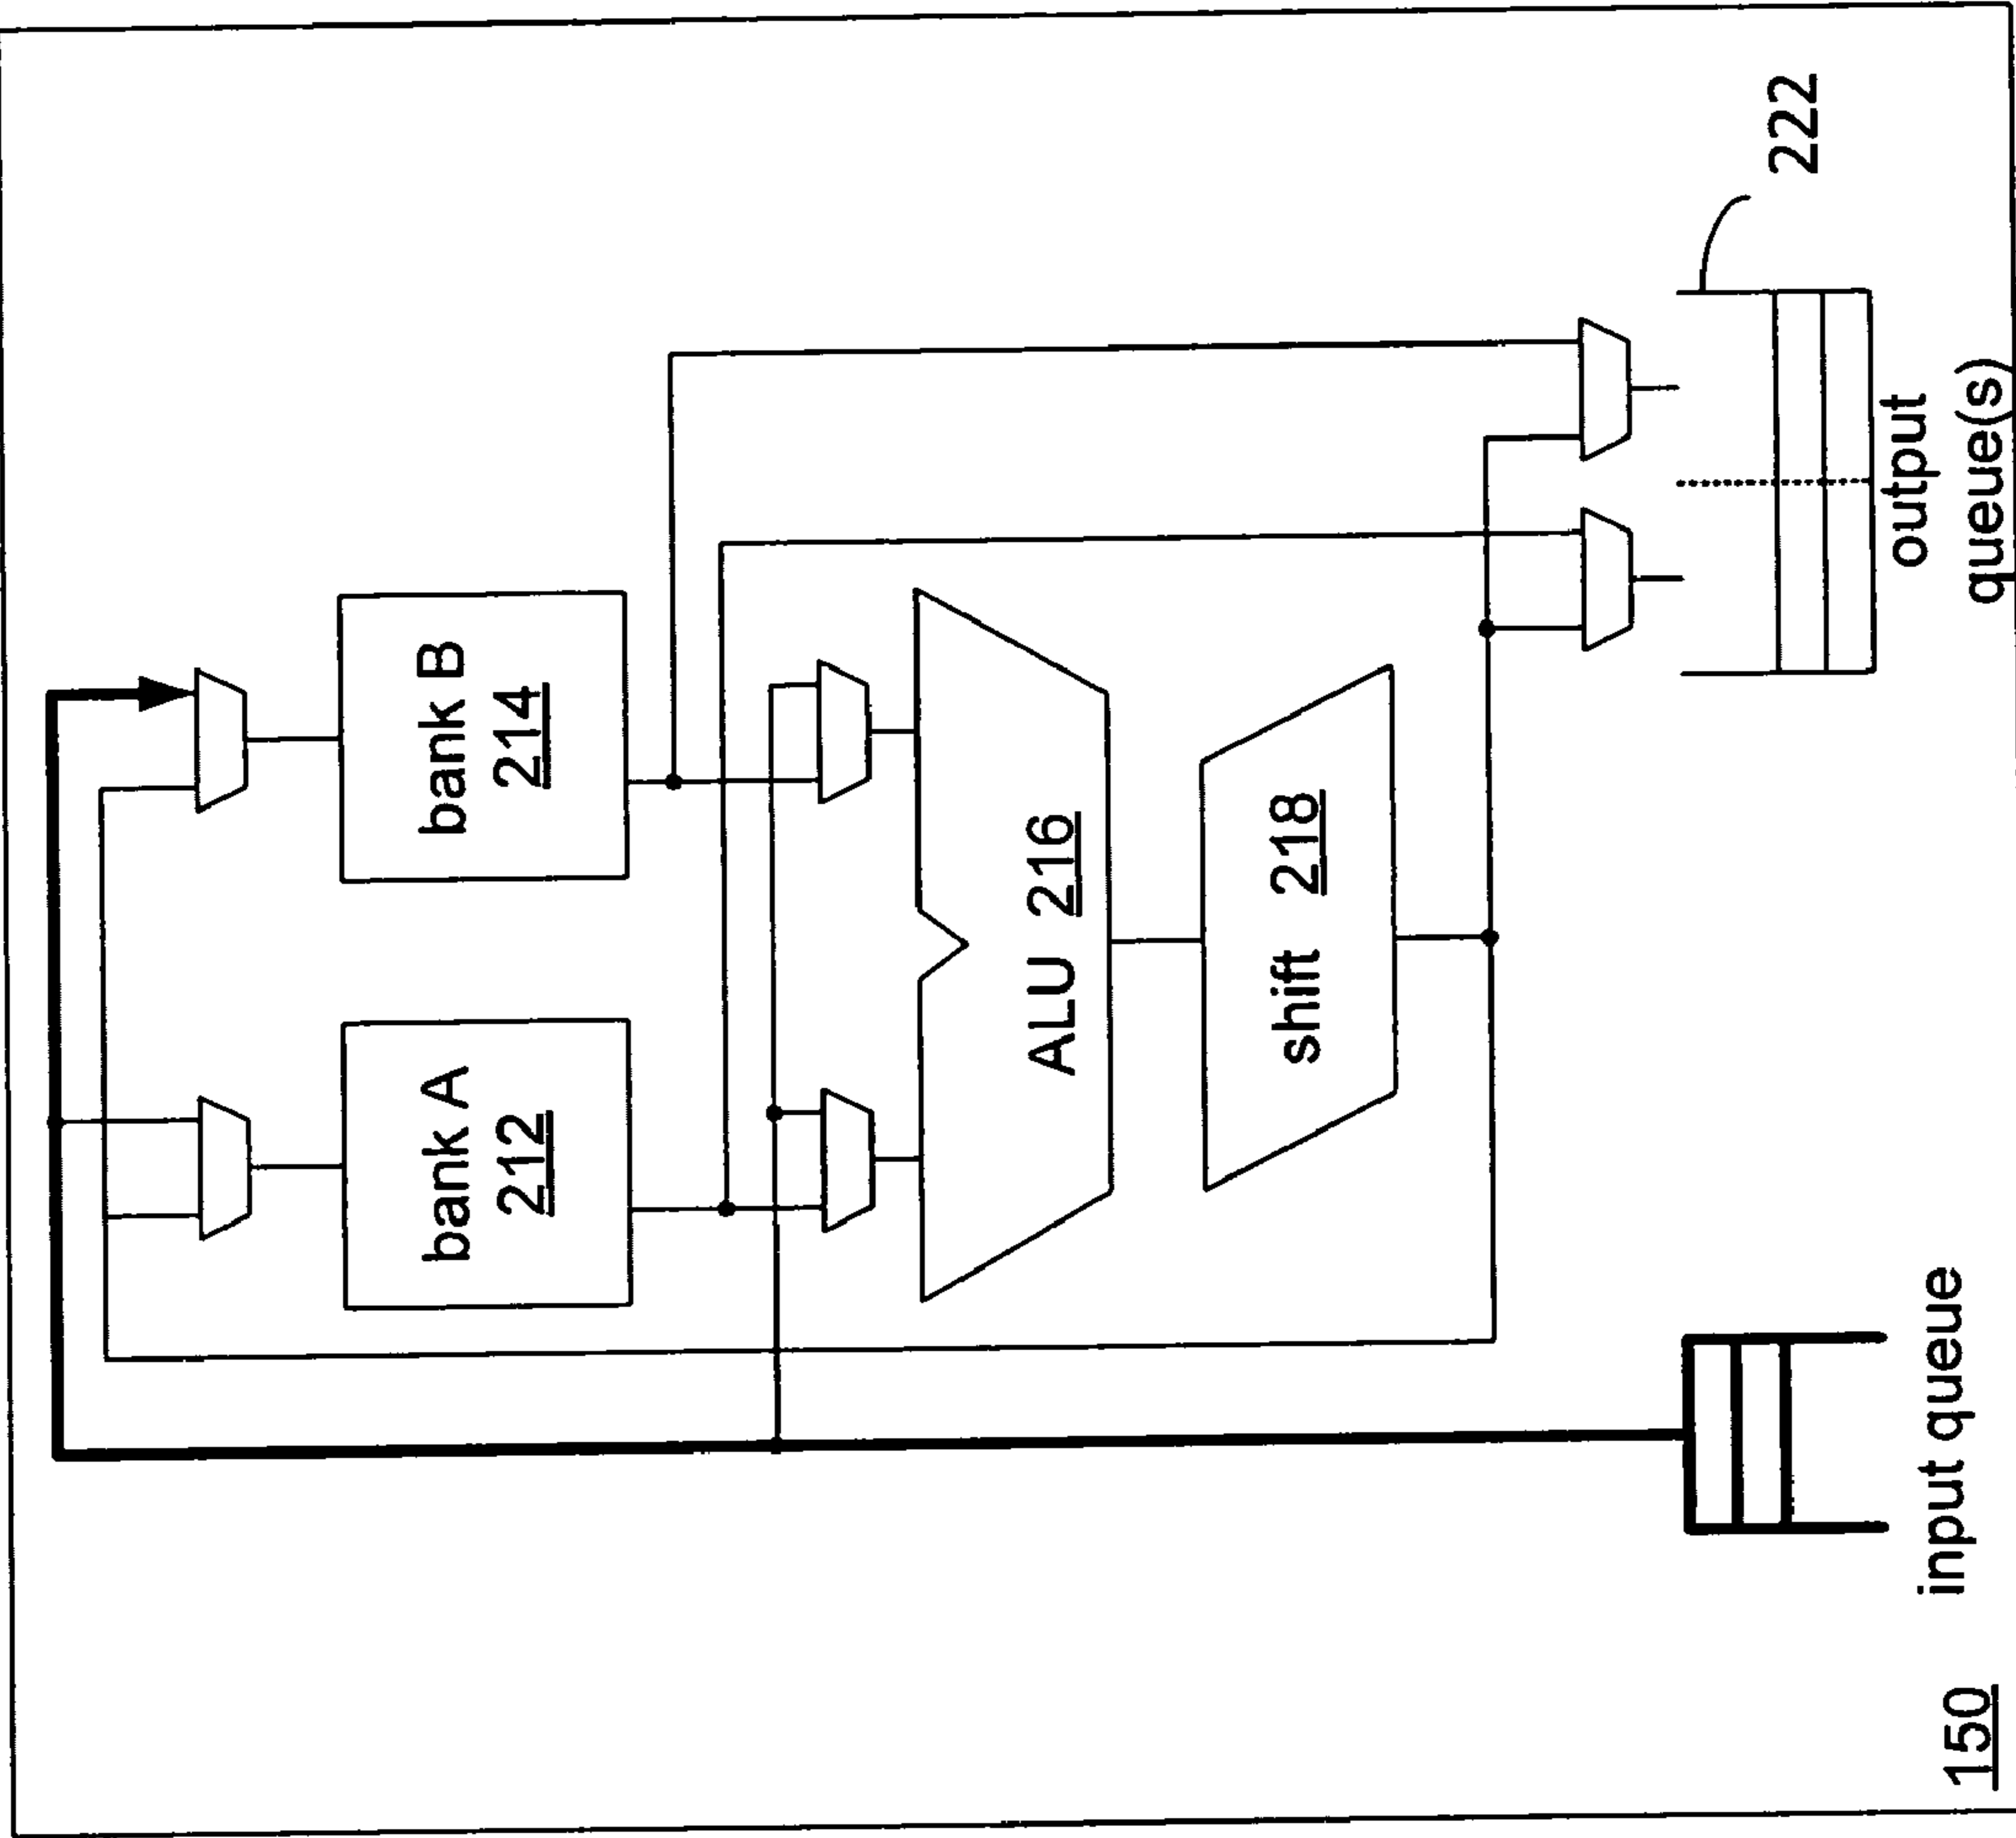 bank A
212
bank B
214
ALU 216
shift 218
222
output
queue(s)
input queue
150